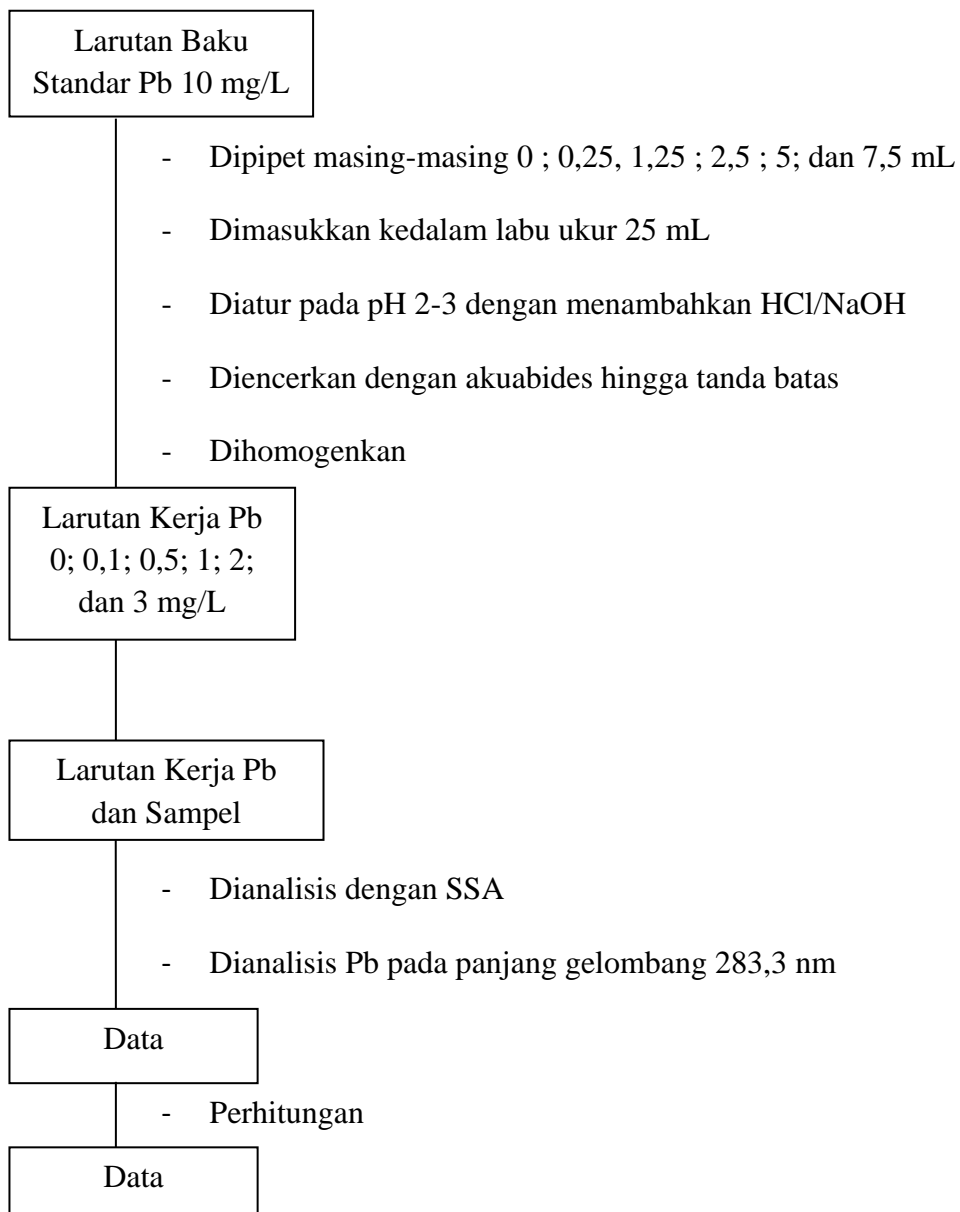 Larutan Baku
Standar Pb 10 mg/L
- Dipipet masing-masing 0 ; 0,25, 1,25 ; 2,5 ; 5; dan 7,5 mL
- Dimasukkan kedalam labu ukur 25 mL
- Diatur pada pH 2-3 dengan menambahkan HCl/NaOH
- Diencerkan dengan akuabides hingga tanda batas
- Dihomogenkan
Larutan Kerja Pb
0; 0,1; 0,5; 1; 2;
dan 3 mg/L
Larutan Kerja Pb
dan Sampel
- Dianalisis dengan SSA
- Dianalisis Pb pada panjang gelombang 283,3 nm
Data
- Perhitungan
Data